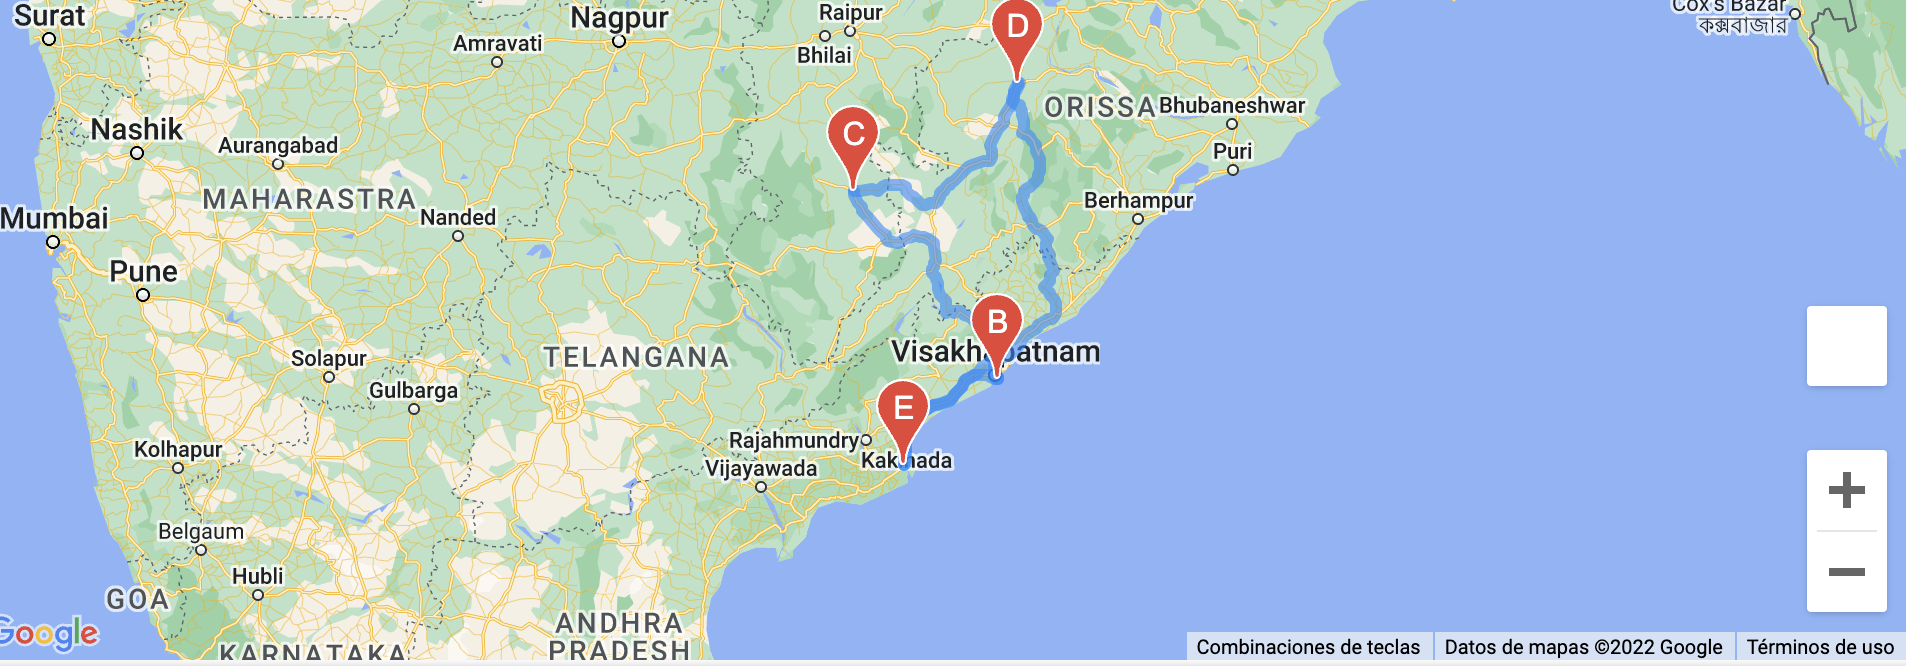 Cox's Bazar
কক্সবাজার
Surat
Nagpur
Raipur
D
Amravati
Bhilai
ORISSA
Bhubaneshwar
Nashik
C
Aurangabad
Puri
MAHARASTRA
Berhampur
Mumbai
Nanded
Pune
B
Visakhapatnam
Solapur
TELANGANA
Gulbarga
E
Rajahmundry
Kolhapur
Kakinada
Vijayawada
Belgaum
Hubli
GOA
ANDHRA
PRADESH
Google
KARNATAKA
Combinaciones de teclas
Datos de mapas ©2022 Google
Términos de uso